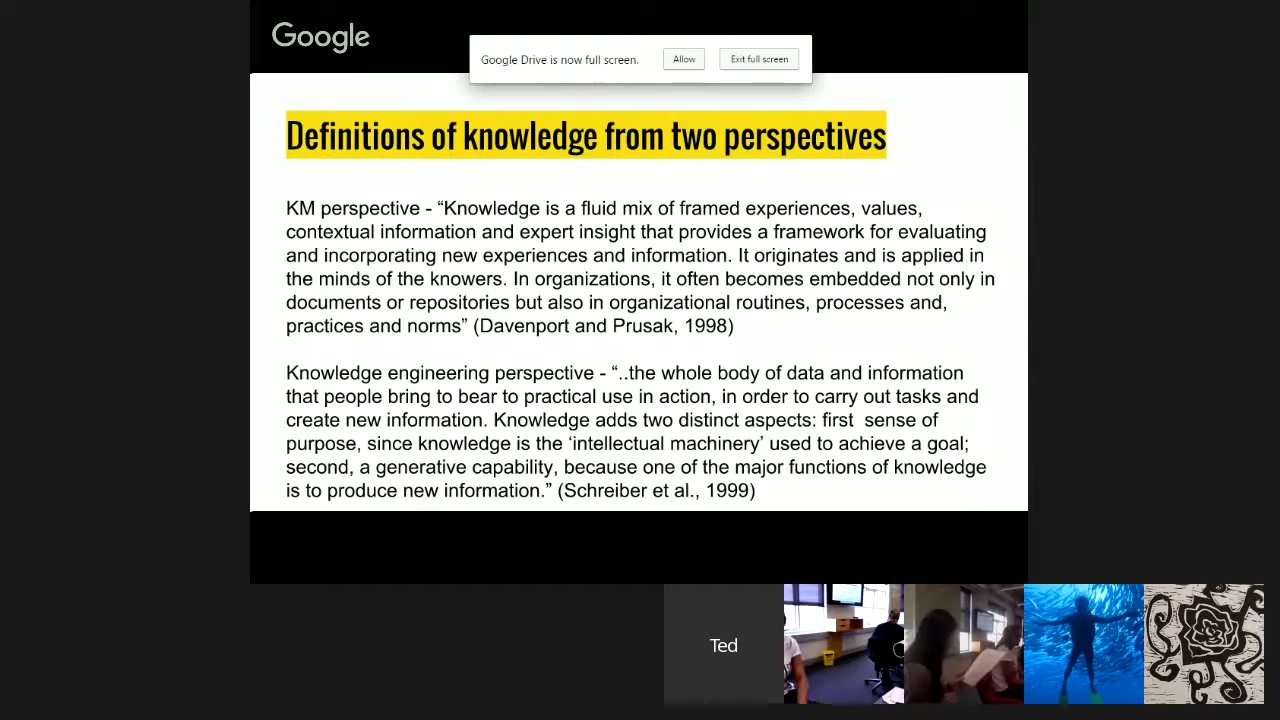 Google
Google Drive is now full screen. Allow Exit full screen
Definitions of knowledge from two perspectives
KM perspective - “Knowledge is a fluid mix of framed experiences, values,
contextual information and expert insight that provides a framework for evaluating
and incorporating new experiences and information. It originates and is applied in
the minds of the knowers. In organizations, it often becomes embedded not only in
documents or repositories but also in organizational routines, processes and,
practices and norms” (Davenport and Prusak, 1998)
Knowledge engineering perspective - “..the whole body of data and information
that people bring to bear to practical use in action, in order to carry out tasks and
create new information. Knowledge adds two distinct aspects: first  sense of
purpose, since knowledge is the ‘intellectual machinery’ used to achieve a goal;
second, a generative capability, because one of the major functions of knowledge
is to produce new information.” (Schreiber et al., 1999)
Ted